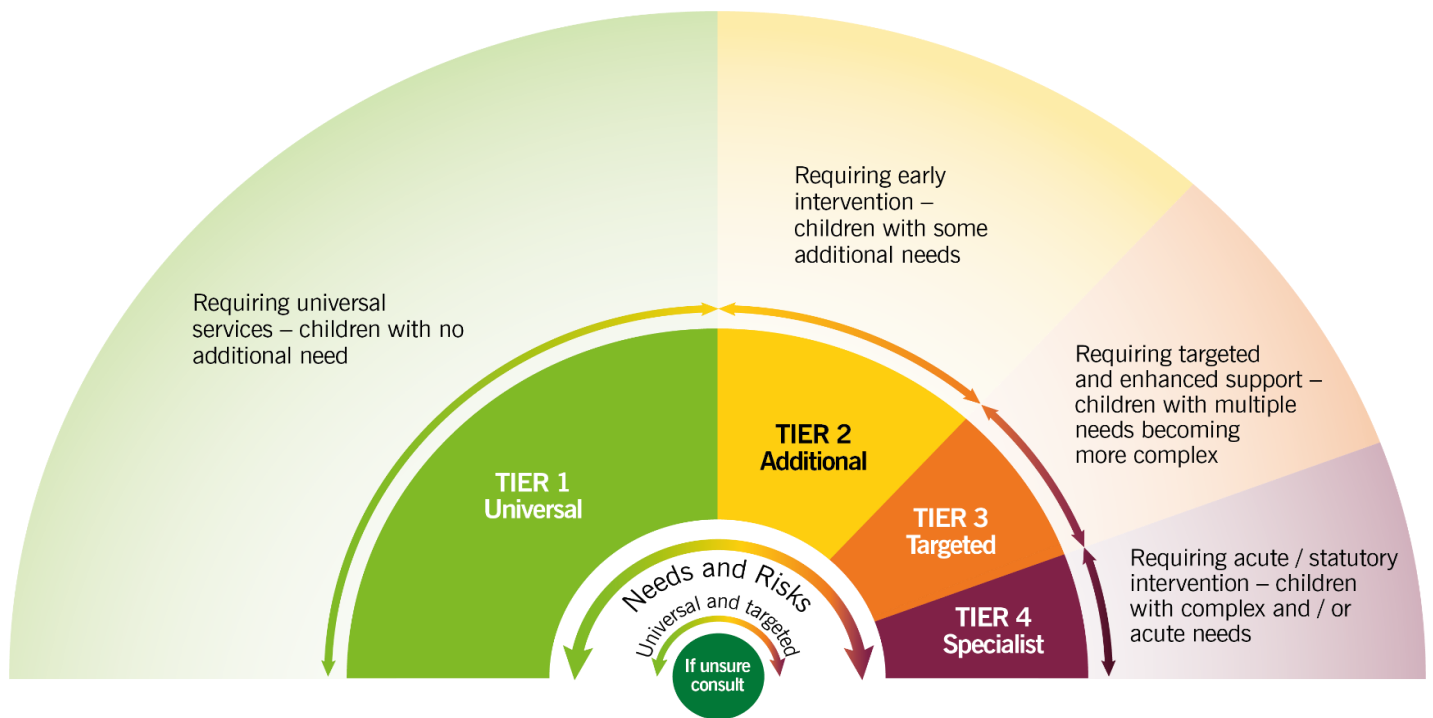 Requiring universal
services – children with no
additional need
Requiring early
intervention –
children with some
additional needs
Requiring targeted
and enhanced support –
children with multiple
needs becoming
more complex
Requiring acute / statutory
intervention – children
with complex and / or
acute needs
TIER 1
Universal
TIER 2
Additional
TIER 3
Targeted
TIER 4
Specialist
Needs and Risks
Universal and targeted
If unsure
consult